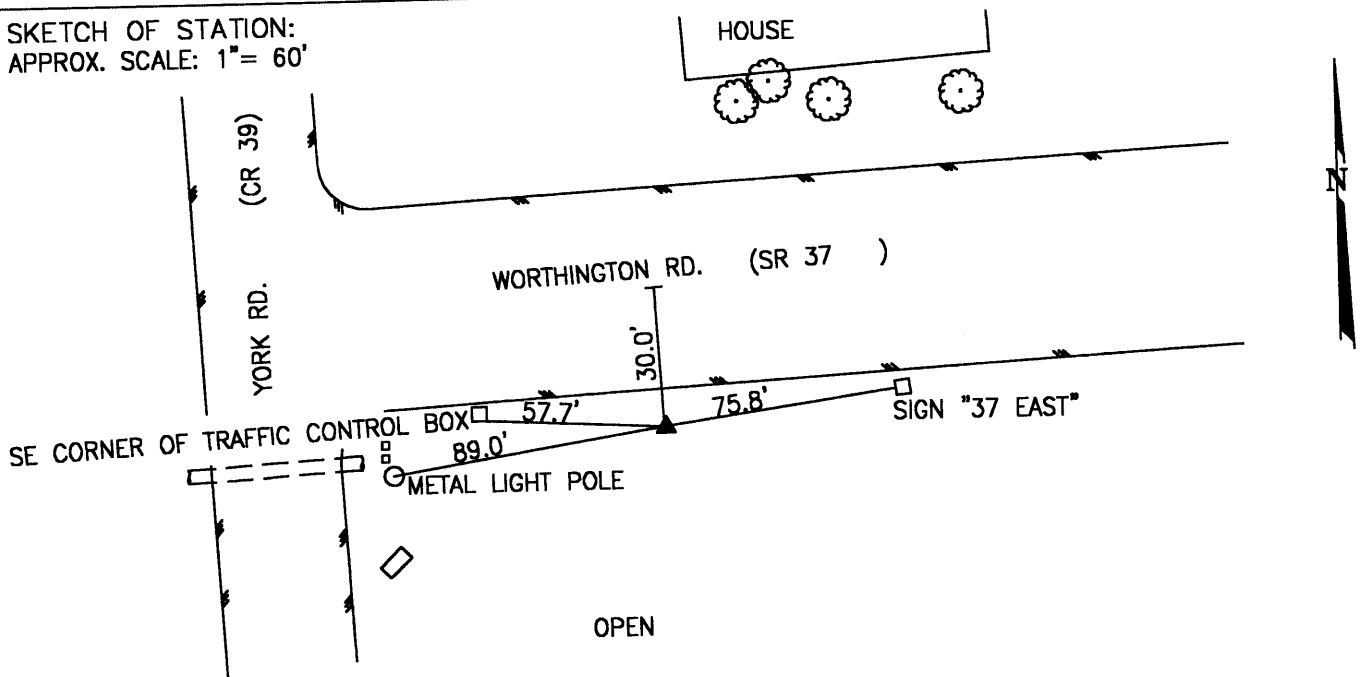 SKETCH OF STATION:
APPROX. SCALE: 1"= 60'
HOUSE
(CR 39)
N
WORTHINGTON RD. (SR 37 )
YORK RD.
30.0'
57.7'
75.8'
SIGN "37 EAST"
SE CORNER OF TRAFFIC CONTROL BOX
89.0'
METAL LIGHT POLE
OPEN